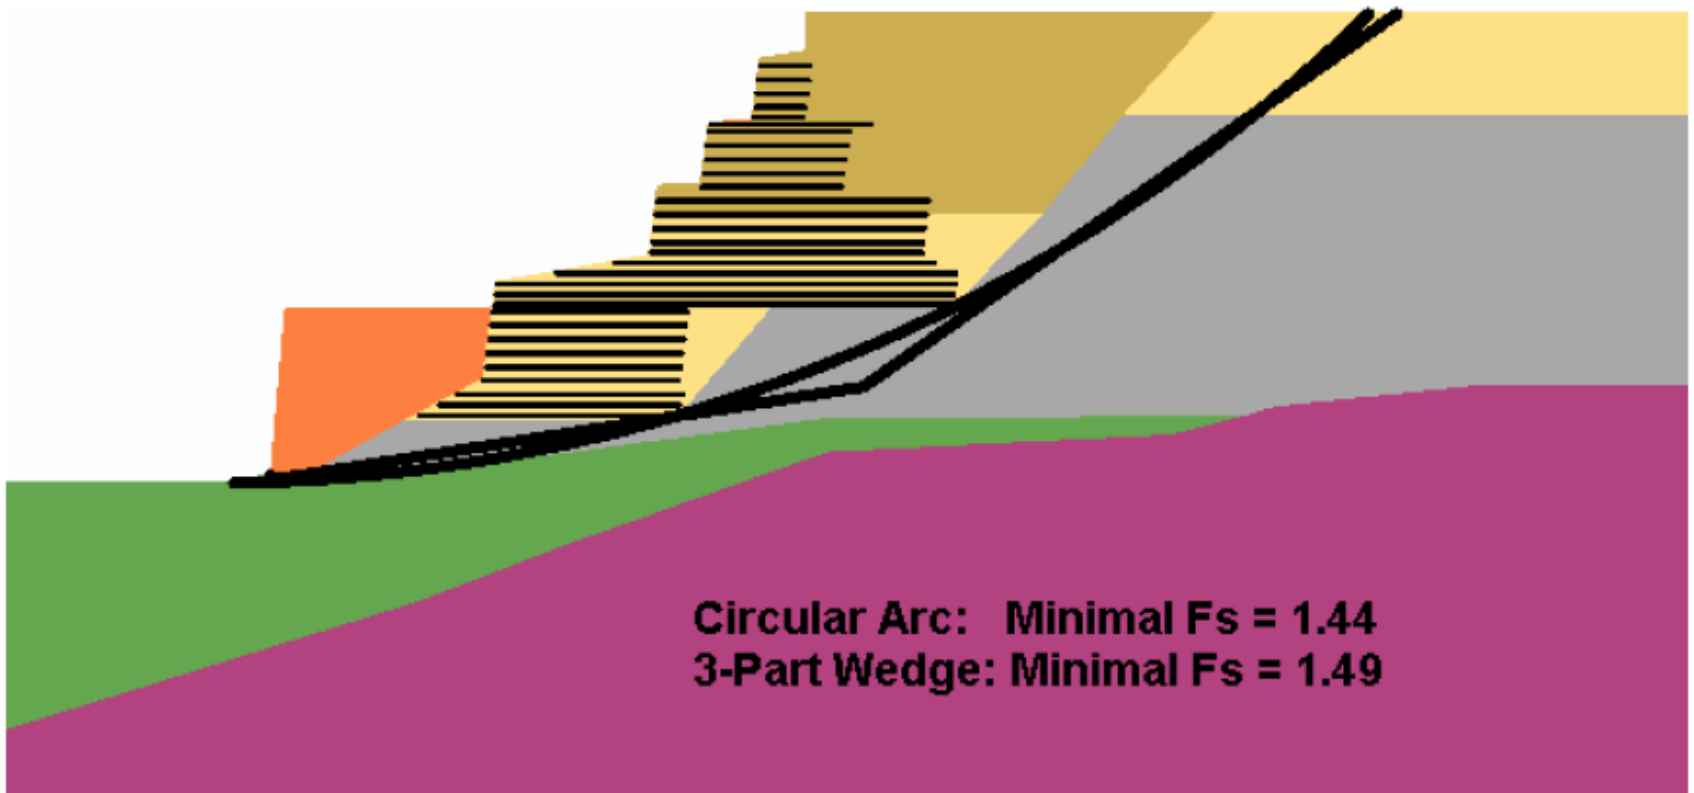 Circular Arc: Minimal Fs = 1.44
3-Part Wedge: Minimal Fs = 1.49